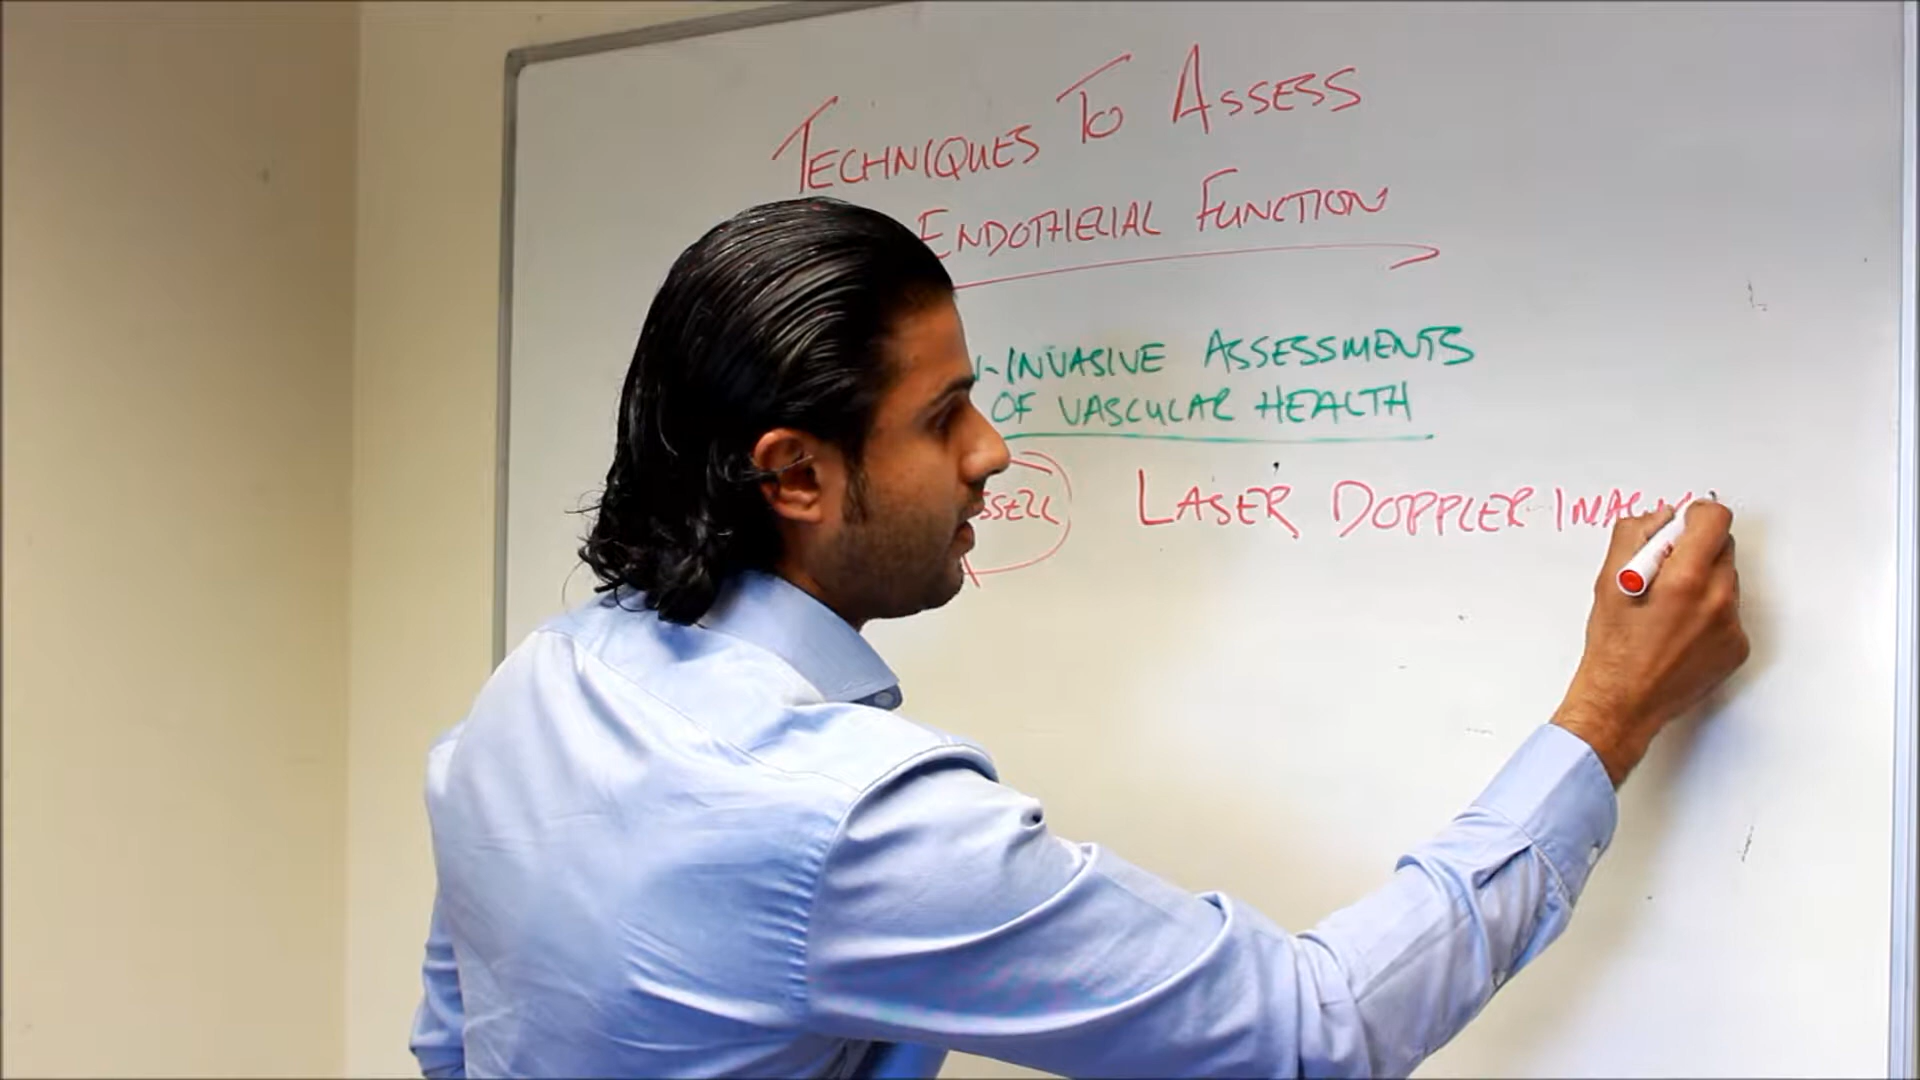 TECHNIQUES TO ASSESS
ENDOTHELIAL FUNCTION
-INVASIVE ASSESSMENTS
OF VASCULAR HEALTH
LASER DOPPLER